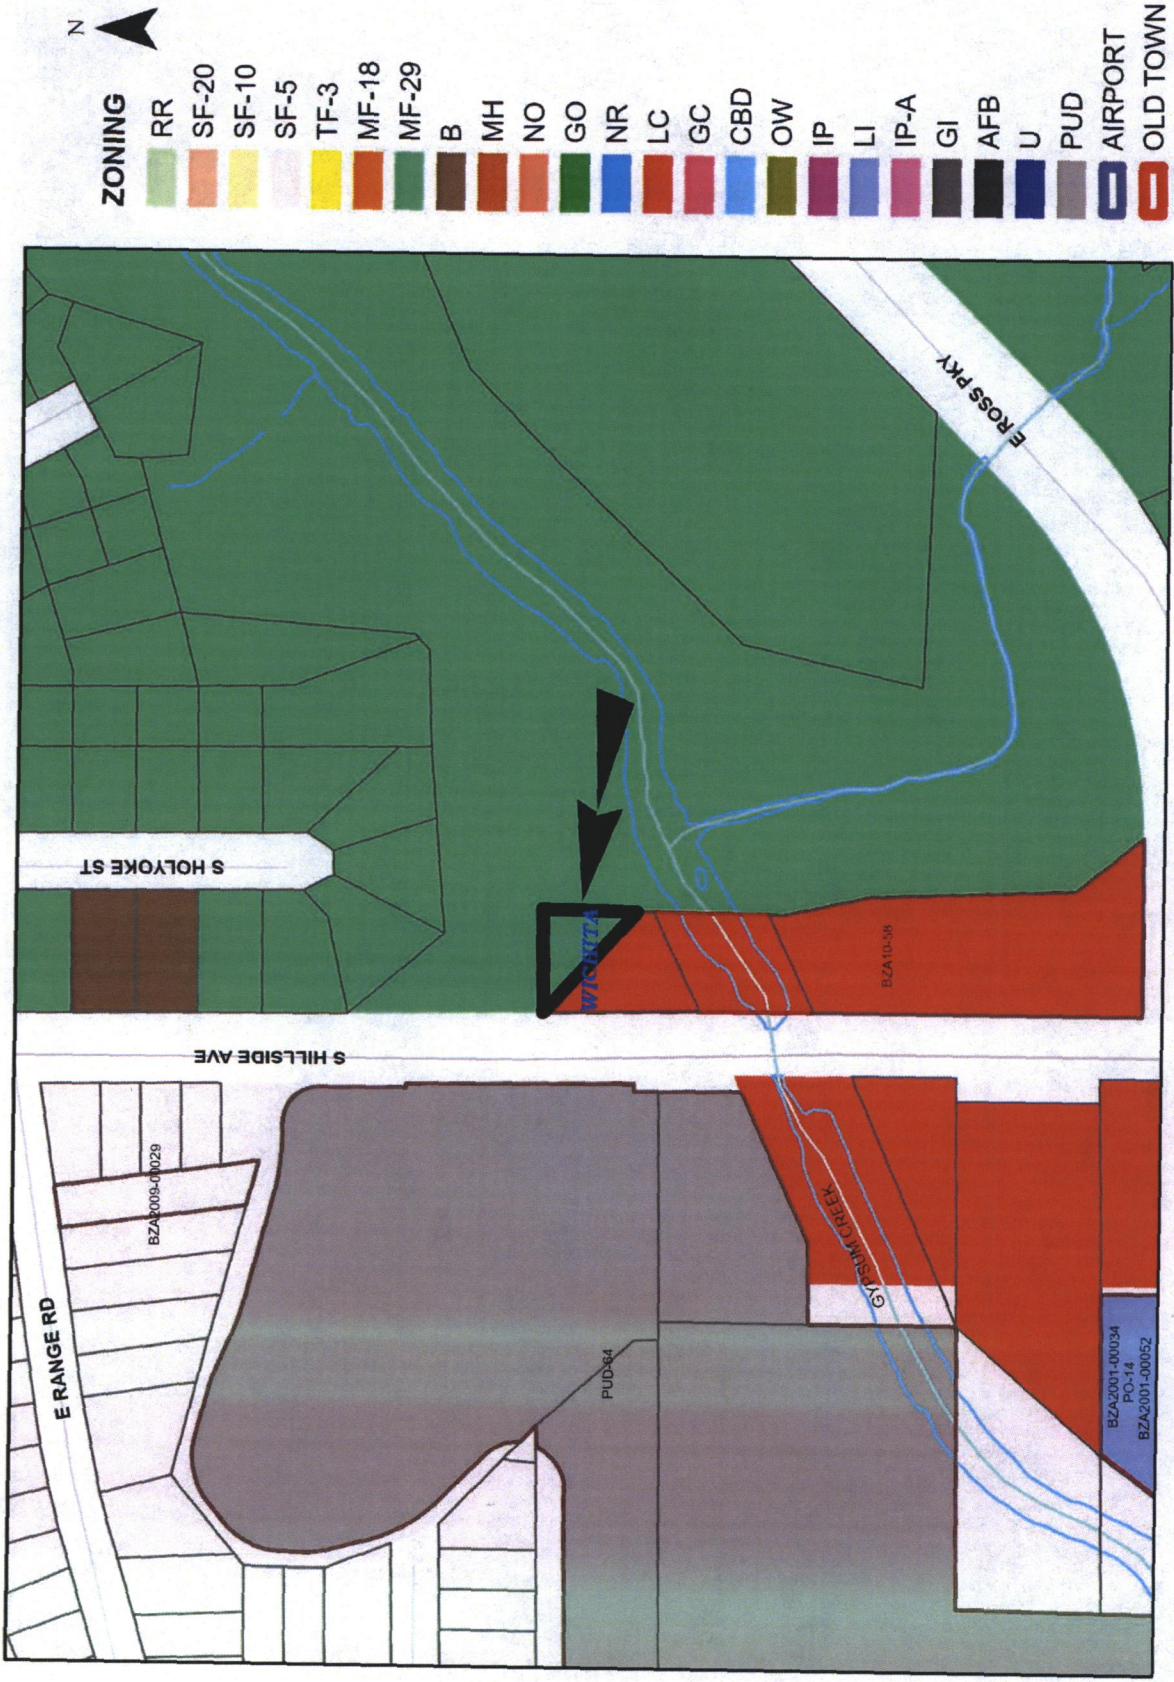 N
ZONING
RR
SF-20
SF-10
SF-5
TF-3
MF-18
MF-29
B
MH
NO
GO
NR
LC
GC
CBD
OW
IP
LI
IP-A
GI
AFB
U
PUD
AIRPORT
OLD TOWN
E ROSS PKY
S HOLYOKE ST
WICHITA
BZA10-58
S HILLSIDE AVE
BZA2009-00029
E RANGE RD
GYPSUM CREEK
PUD-64
BZA2001-00034
PO-14
BZA2001-00052